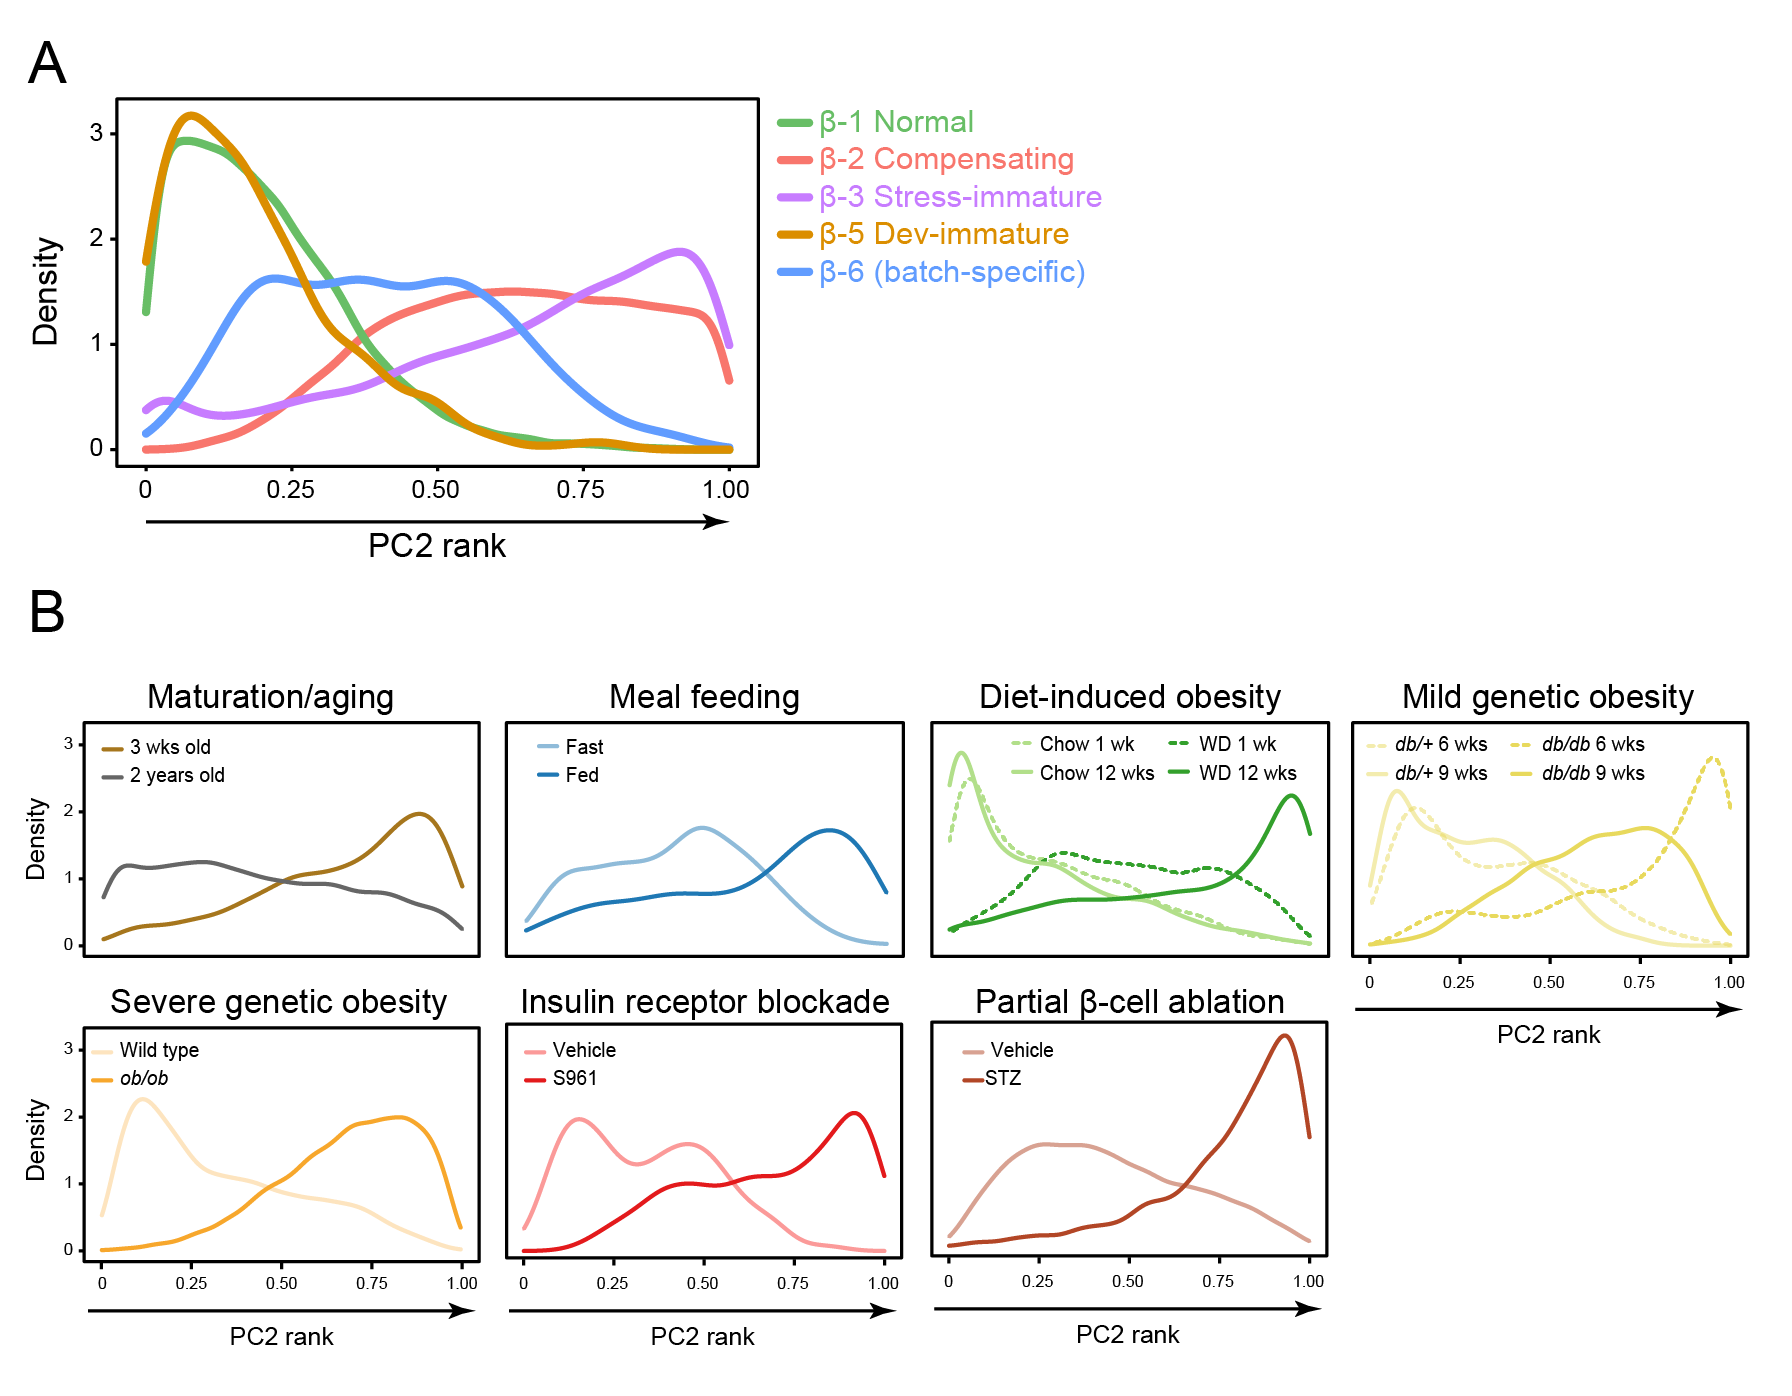 A
Density
3
2
1
0
0 0.25 0.50 0.75 1.00
PC2 rank
β-1 Normal
β-2 Compensating
β-3 Stress-immature
β-5 Dev-immature
β-6 (batch-specific)
B
Maturation/aging
Density
3
2
1
0
3 wks old
2 years old
Meal feeding
Fast
Fed
Diet-induced obesity
Chow 1 wk WD 1 wk
Chow 12 wks WD 12 wks
Mild genetic obesity
db/+ 6 wks db/db 6 wks
db/+ 9 wks db/db 9 wks
0 0.25 0.50 0.75 1.00
PC2 rank
Severe genetic obesity
Density
3
2
1
0
Wild type
ob/ob
0 0.25 0.50 0.75 1.00
PC2 rank
Insulin receptor blockade
Vehicle
S961
0 0.25 0.50 0.75 1.00
PC2 rank
Partial β-cell ablation
Vehicle
STZ
0 0.25 0.50 0.75 1.00
PC2 rank